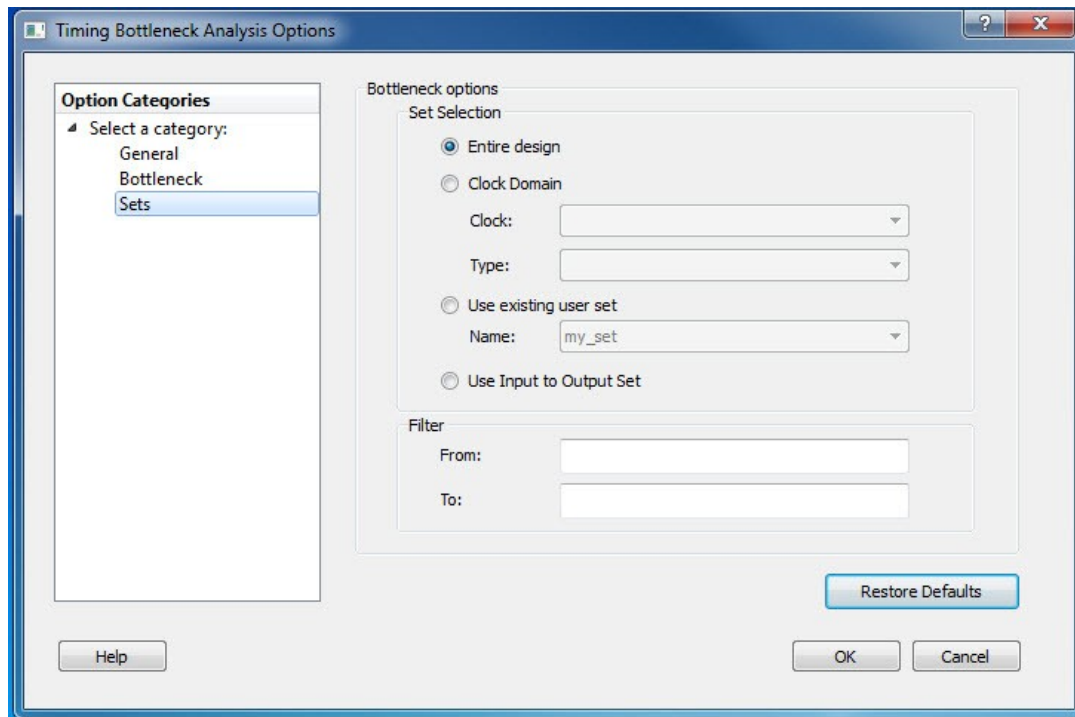 Timing Bottleneck Analysis Options
?
X
Option Categories
Select a category:
General
Bottleneck
Sets
Bottleneck options
Set Selection
Entire design
Clock Domain
Clock:
Type:
Use existing user set
Name: my_set
Use Input to Output Set
Filter
From:
To:
Restore Defaults
Help OK Cancel